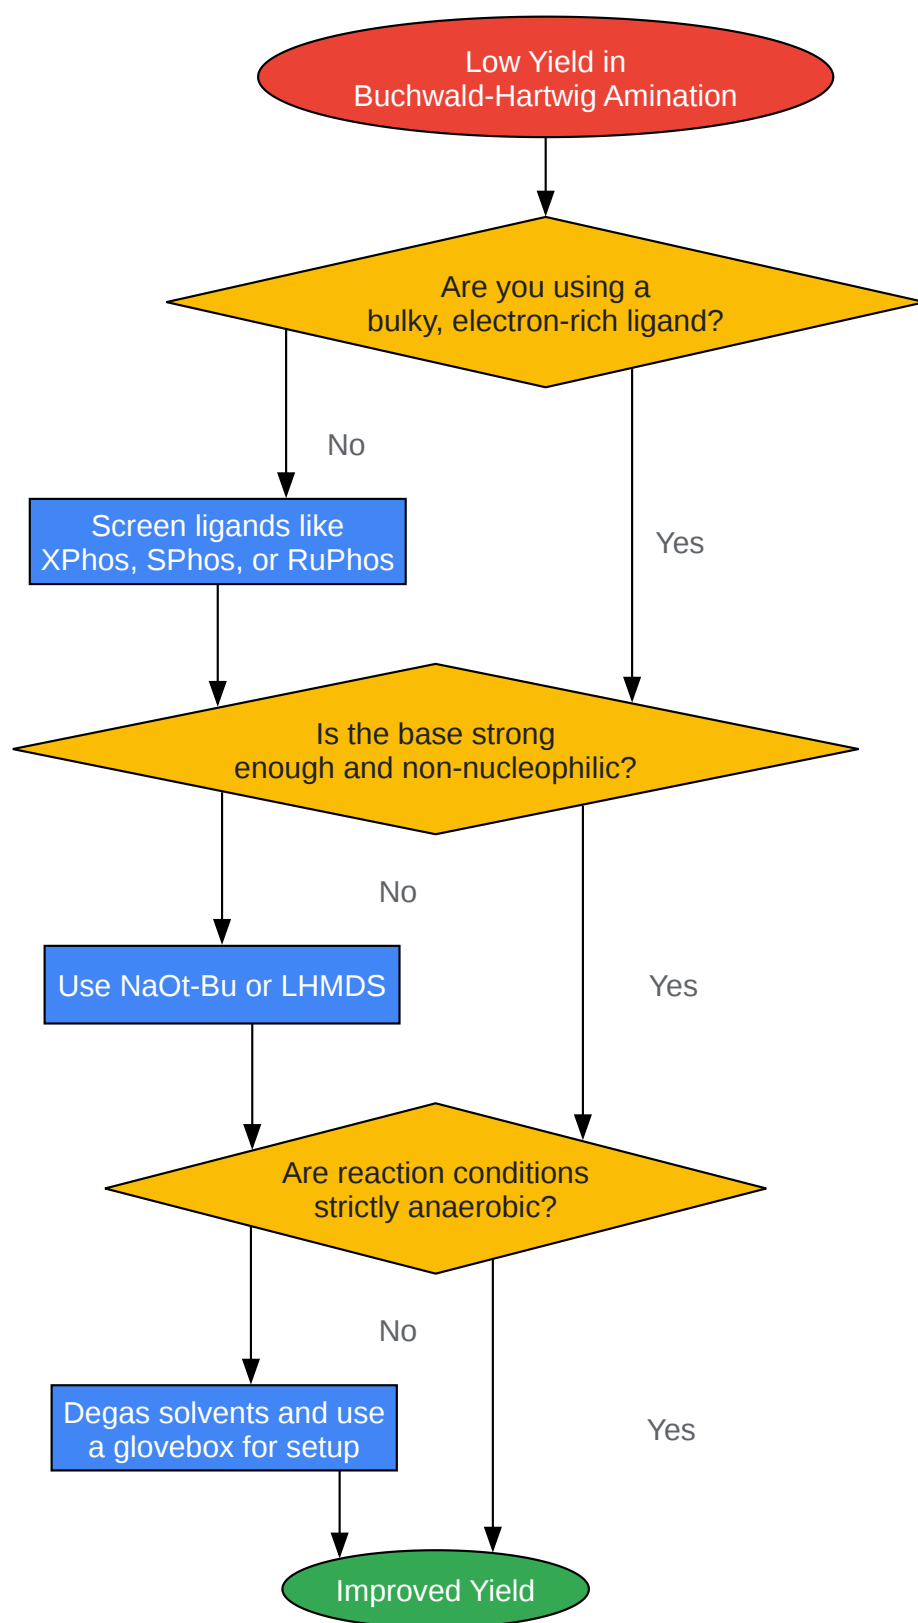 Low Yield in
Buchwald-Hartwig Amination
Are you using a
bulky, electron-rich ligand?
No
Screen ligands like
XPhos, SPhos, or RuPhos
Yes
Is the base strong
enough and non-nucleophilic?
No
Use NaOt-Bu or LHMDS
Yes
Are reaction conditions
strictly anaerobic?
No
Degas solvents and use
a glovebox for setup
Yes
Improved Yield